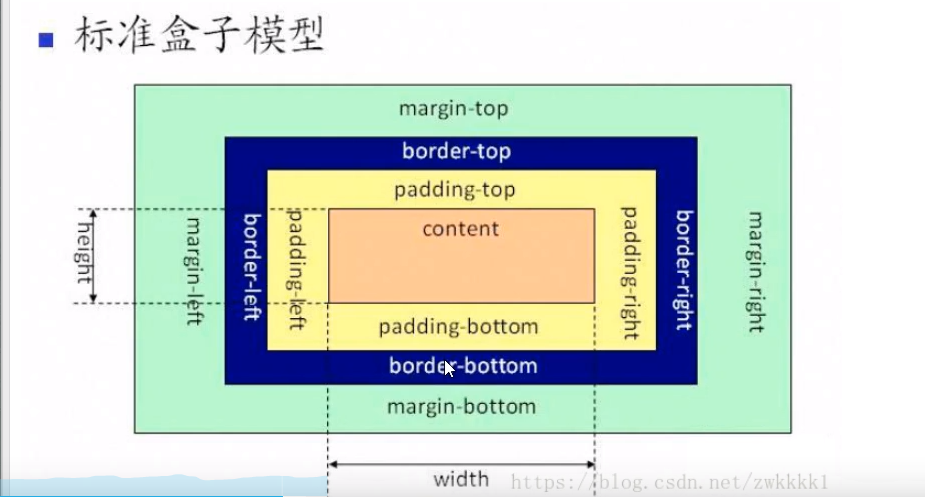 标准盒子模型
margin-top
border-top
padding-top
content
height
margin-left
border-left
padding-left
padding-right
border-right
margin-right
padding-bottom
border-bottom
margin-bottom
width
https://blog.csdn.net/zwkkkk1